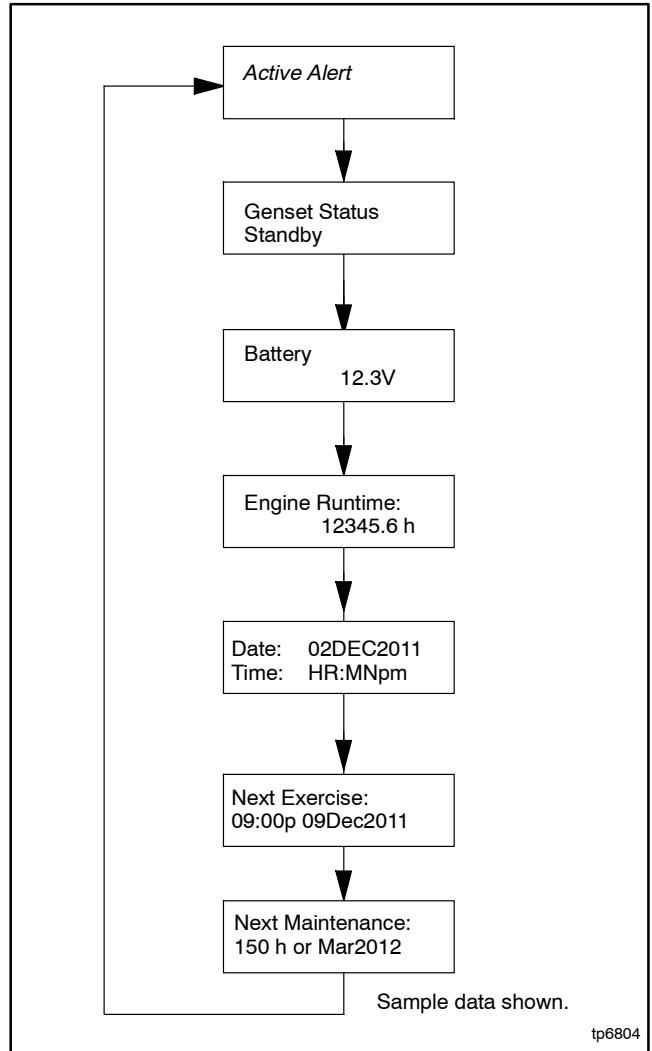 Active Alert
Genset Status
Standby
Battery
12.3V
Engine Runtime:
12345.6 h
Date: 02DEC2011
Time: HR:MNpm
Next Exercise:
09:00p 09Dec2011
Next Maintenance:
150 h or Mar2012
Sample data shown.
tp6804